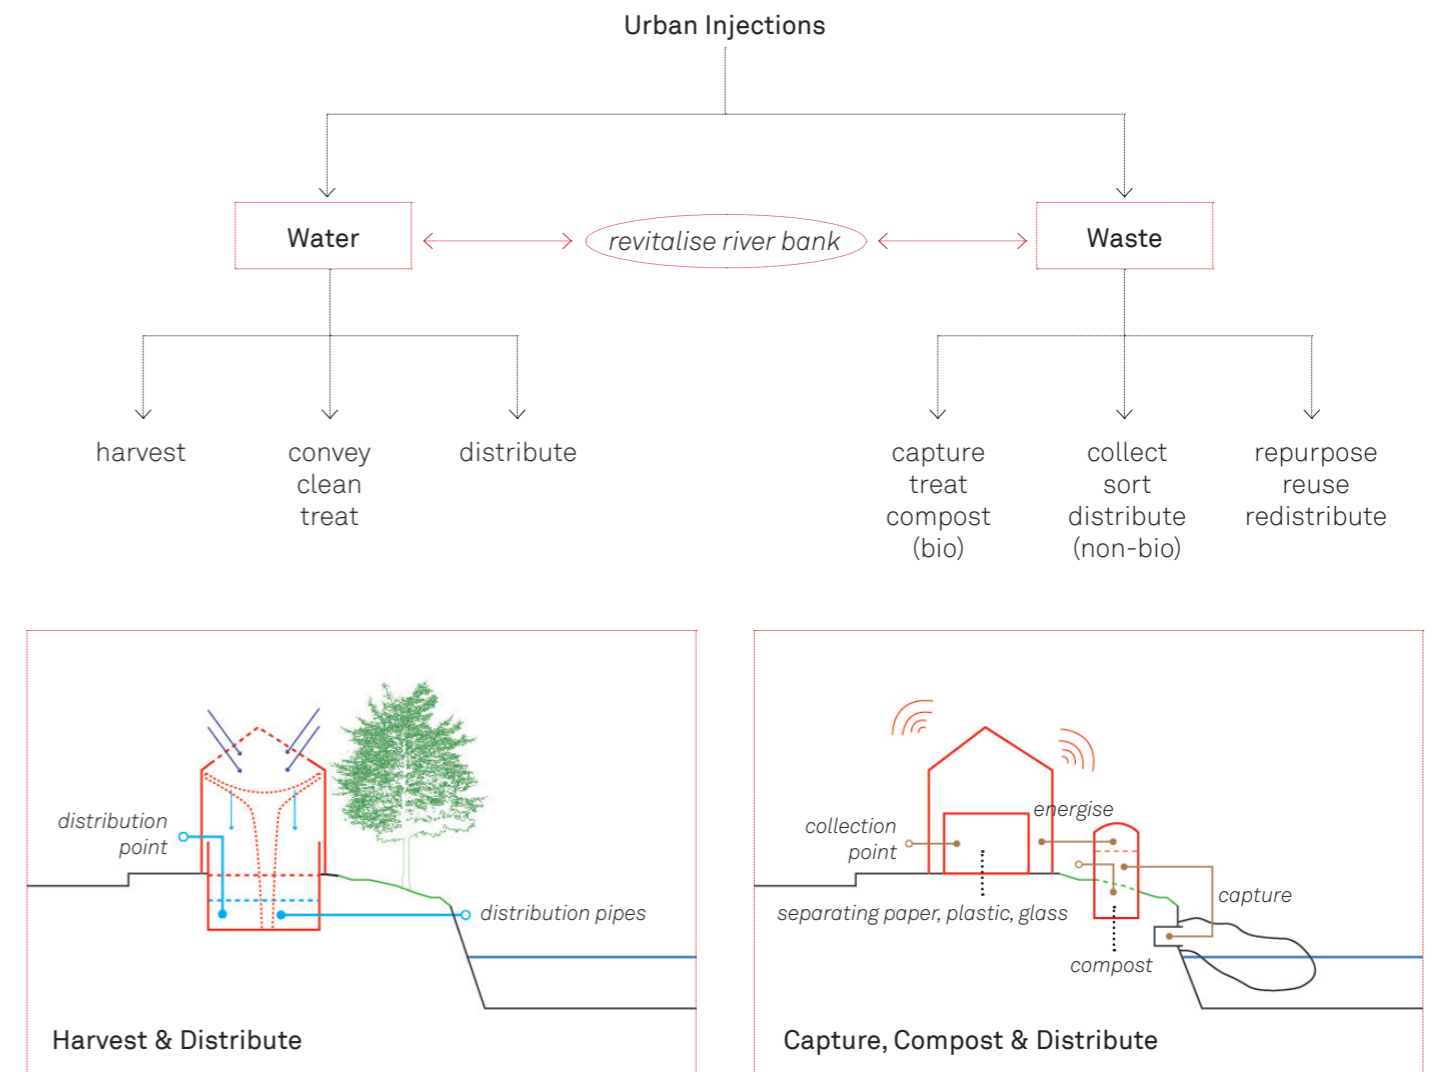 Urban Injections
Water
revitalise river bank
Waste
harvest
convey
clean
treat
distribute
capture
treat
compost
(bio)
collect
sort
distribute
(non-bio)
repurpose
reuse
redistribute
distribution
point
distribution pipes
Harvest & Distribute
energise
collection
point
separating paper, plastic, glass
capture
compost
Capture, Compost & Distribute